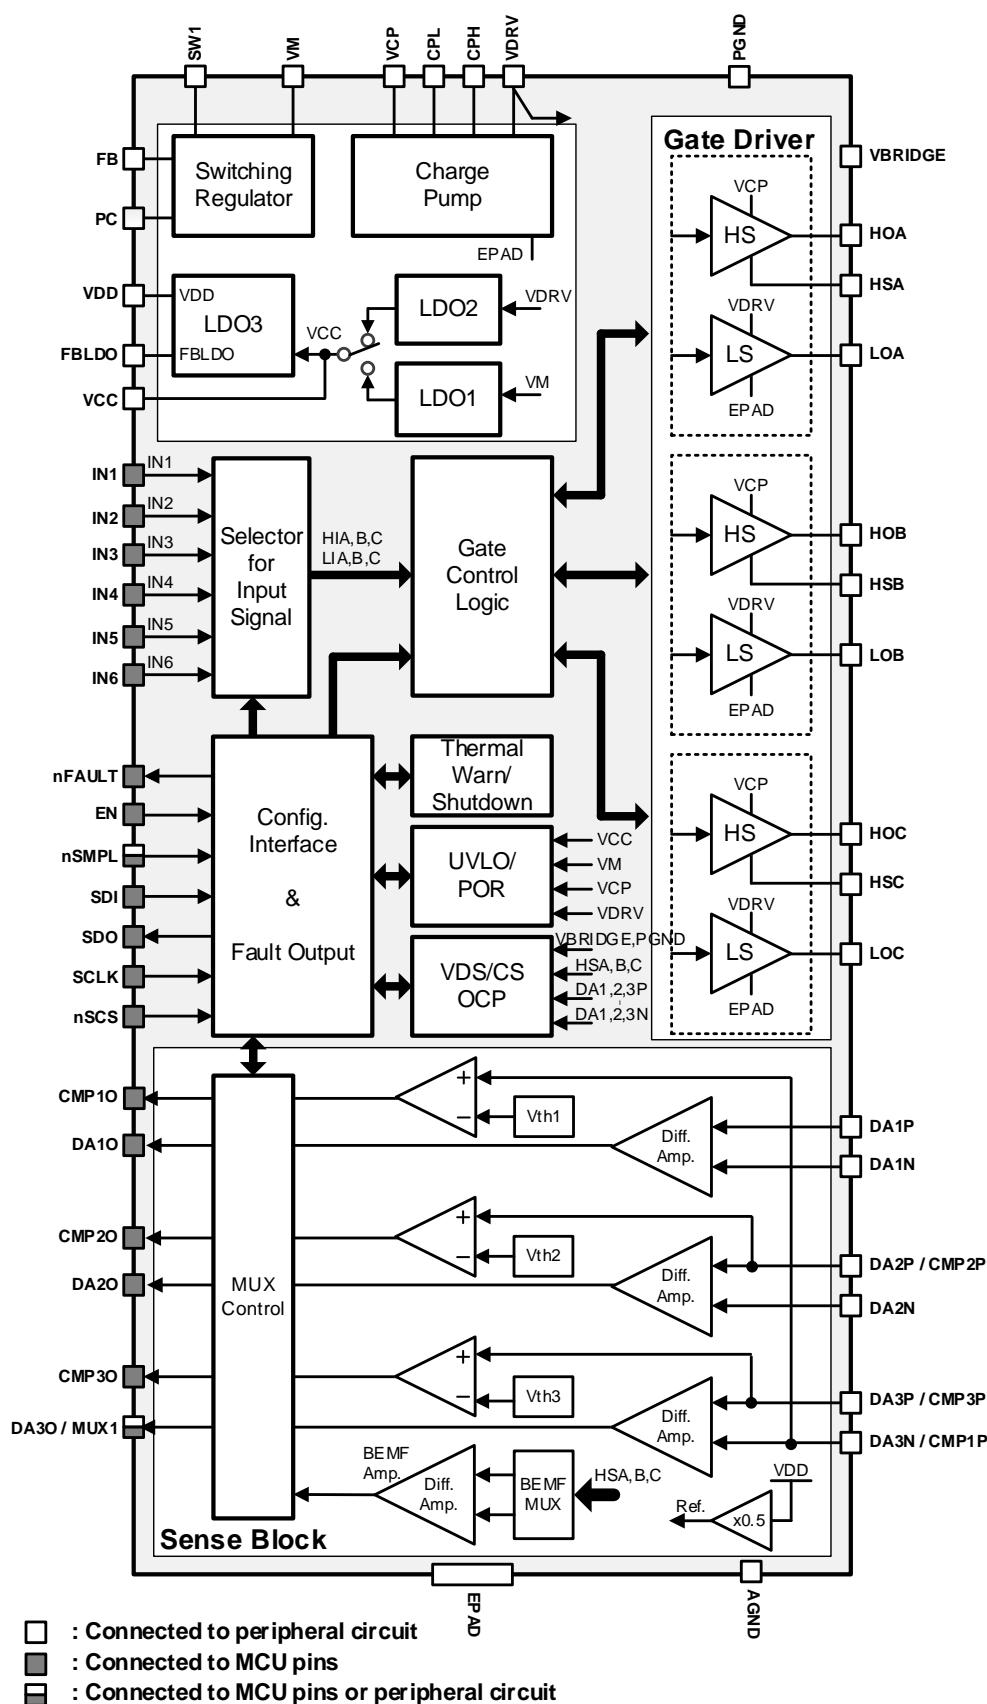 SW1
VM
VCP
CPL
CPH
VDRV
PGND
FB
PC
VDD
FBLDO
VCC
Switching
Regulator
Charge
Pump
EPAD
VDD
LDO3
FBLDO
VCC
LDO2
VDRV
LDO1
VM
Gate Driver
VBRIDGE
VCP
HS
HOA
HSA
VDRV
LS
LOA
EPAD
IN1
IN1
IN2
IN2
IN3
IN3
IN4
IN4
IN5
IN5
IN6
IN6
Selector
for
Input
Signal
HIA,B,C
LIA,B,C
Gate
Control
Logic
VCP
HS
HOB
HSB
VDRV
LS
LOB
EPAD
nFAULT
EN
nSMPL
SDI
SDO
SCLK
nSCS
Config.
Interface
&
Fault Output
Thermal
Warn/
Shutdown
UVLO/
POR
VCC
VM
VCP
VDRV
VDS/CS
OCP
VBRIDGE,PGND
HSA,B,C
DA1,2,3P
DA1,2,3N
VCP
HS
HOC
HSC
VDRV
LS
LOC
EPAD
CMP1O
DA1O
CMP2O
DA2O
CMP3O
DA3O / MUX1
MUX
Control
+
−
Vth1
Diff.
Amp.
DA1P
DA1N
+
−
Vth2
Diff.
Amp.
DA2P / CMP2P
DA2N
+
−
Vth3
Diff.
Amp.
DA3P / CMP3P
DA3N / CMP1P
BEMF
Amp.
Diff.
Amp.
BEMF
MUX
HSA,B,C
VDD
Ref.
x0.5
Sense Block
EPAD
AGND
: Connected to peripheral circuit
: Connected to MCU pins
: Connected to MCU pins or peripheral circuit